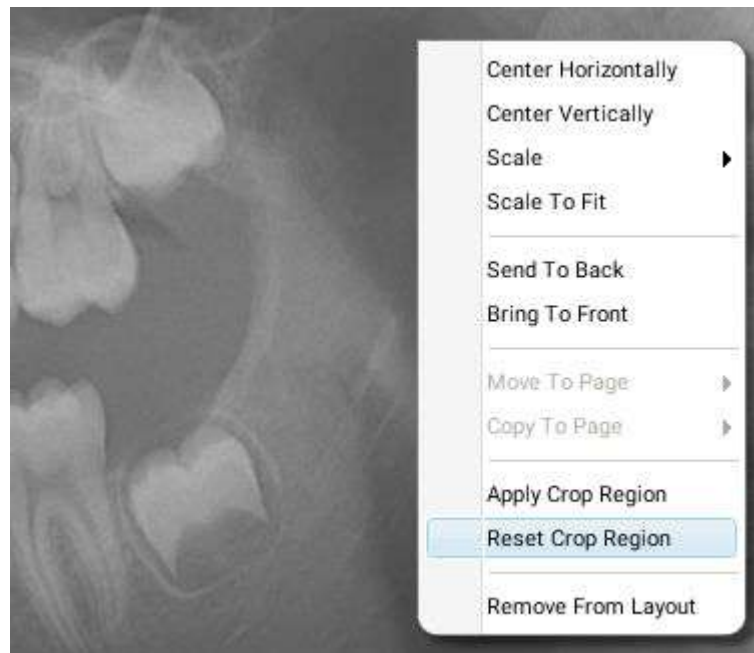 Center Horizontally
Center Vertically
Scale
Scale To Fit
Send To Back
Bring To Front
Move To Page
Copy To Page
Apply Crop Region
Reset Crop Region
Remove From Layout